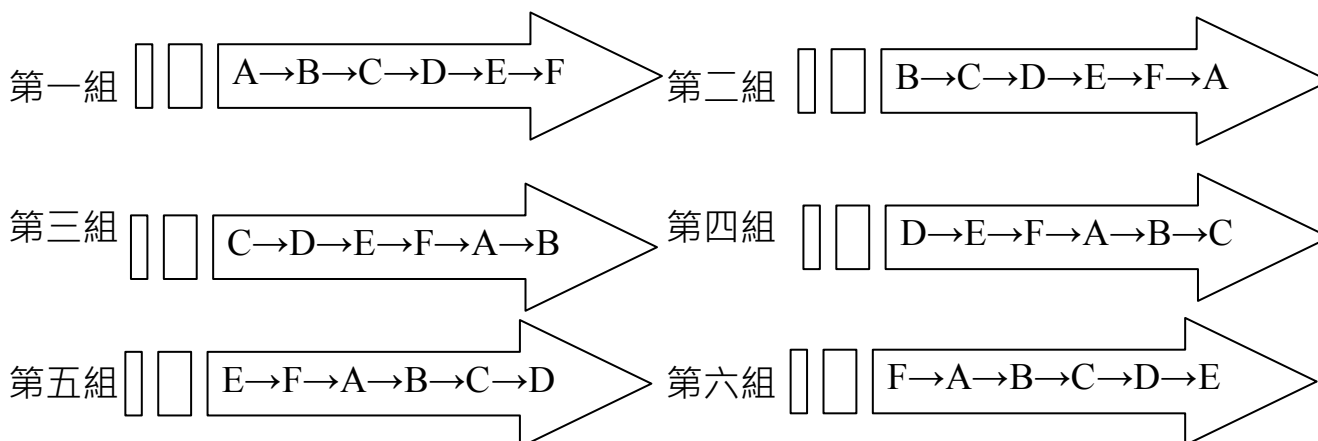 第一組 A→B→C→D→E→F
第二組 B→C→D→E→F→A
第三組 C→D→E→F→A→B
第四組 D→E→F→A→B→C
第五組 E→F→A→B→C→D
第六組 F→A→B→C→D→E